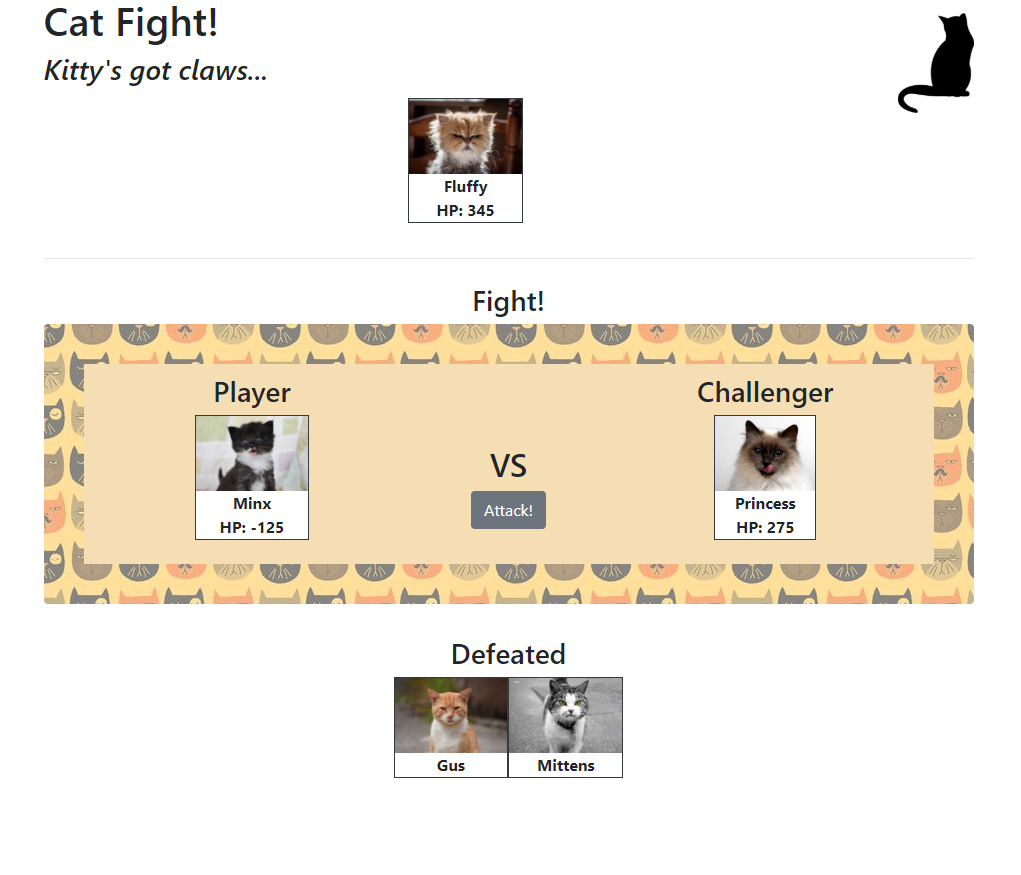 Cat Fight!
Kitty's got claws...
Fluffy
HP: 345
Fight!
Player
Challenger
VS
Attack!
Minx
HP: -125
Princess
HP: 275
Defeated
Gus
Mittens